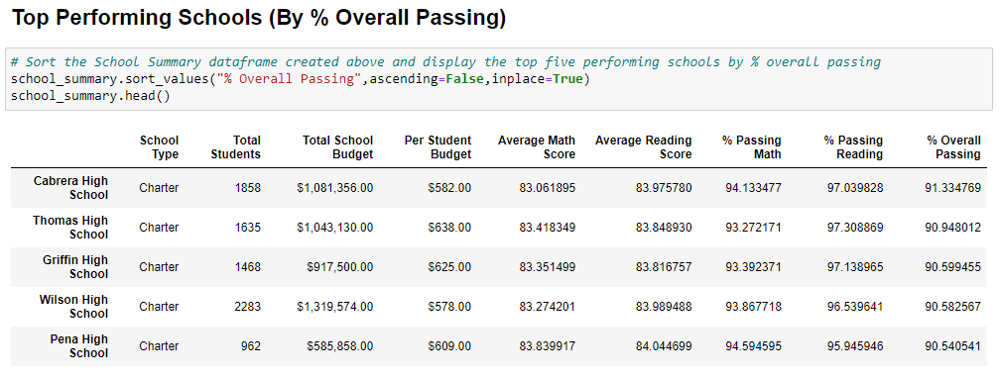 Top Performing Schools (By % Overall Passing)
# Sort the School Summary dataframe created above and display the top five performing schools by % overall passing
school_summary.sort_values("% Overall Passing",ascending=False,inplace=True)
school_summary.head()
School Type Total Students Total School Budget Per Student Budget Average Math Score Average Reading Score % Passing Math % Passing Reading % Overall Passing
Cabrera High School Charter 1858 $1,081,356.00 $582.00 83.061895 83.975780 94.133477 97.039828 91.334769
Thomas High School Charter 1635 $1,043,130.00 $638.00 83.418349 83.848930 93.272171 97.308869 90.948012
Griffin High School Charter 1468 $917,500.00 $625.00 83.351499 83.816757 93.392371 97.138965 90.599455
Wilson High School Charter 2283 $1,319,574.00 $578.00 83.274201 83.989488 93.867718 96.539641 90.582567
Pena High School Charter 962 $585,858.00 $609.00 83.839917 84.044699 94.594595 95.945946 90.540541